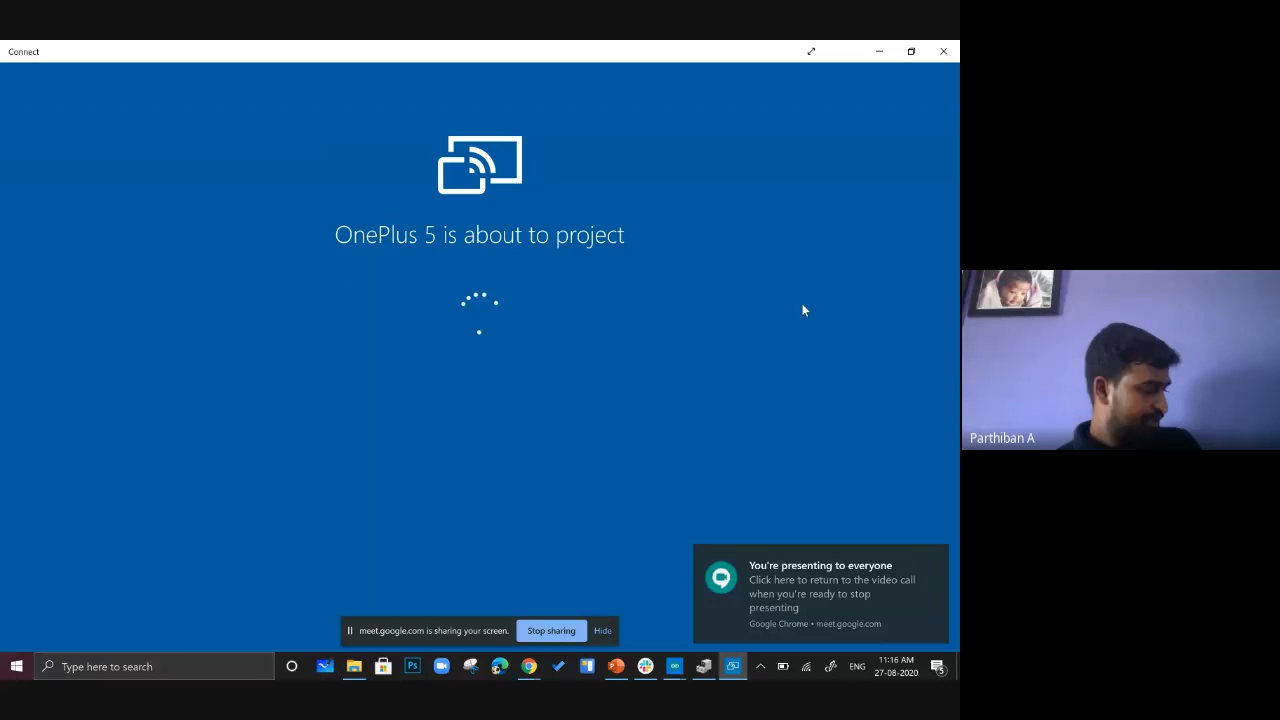 Connect
OnePlus 5 is about to project
You're presenting to everyone
Click here to return to the video call
when you're ready to stop
presenting
Google Chrome • meet.google.com
meet.google.com is sharing your screen.
Stop sharing
Hide
Parthiban A
Type here to search
Ps
ENG
11:16 AM
27-08-2020
5